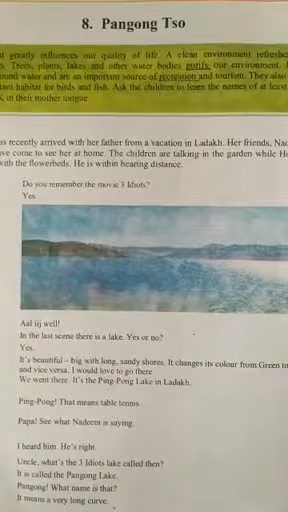 8. Pangong Tso
greatly influences our quality of life. A clean environment refreshe
Trees, plants, lakes and other water bodies purify our environment.
ound water and are an important source of recreation and tourism. They also
tant habitat for birds and fish. Ask the children to learn the names of at least
in their mother tongue
as recently arrived with her father from a vacation in Ladakh. Her friends, Nad
ave come to see her at home. The children are talking in the garden while He
with the flowerbeds. He is within hearing distance.
Do you remember the movie 3 Idiots?
Yes.
Aal iij well!
In the last scene there is a lake. Yes or no?
Yes.
It's beautiful – big with long, sandy shores. It changes its colour from Green to
and vice versa. I would love to go there
We went there. It's the Ping-Pong Lake in Ladakh.
Ping-Pong! That means table tennis.
Papa! See what Nadeem is saying.
I heard him. He's right.
Uncle, what's the 3 Idiots lake called then?
It is called the Pangong Lake.
Pangong! What name is that?
It means a very long curve.